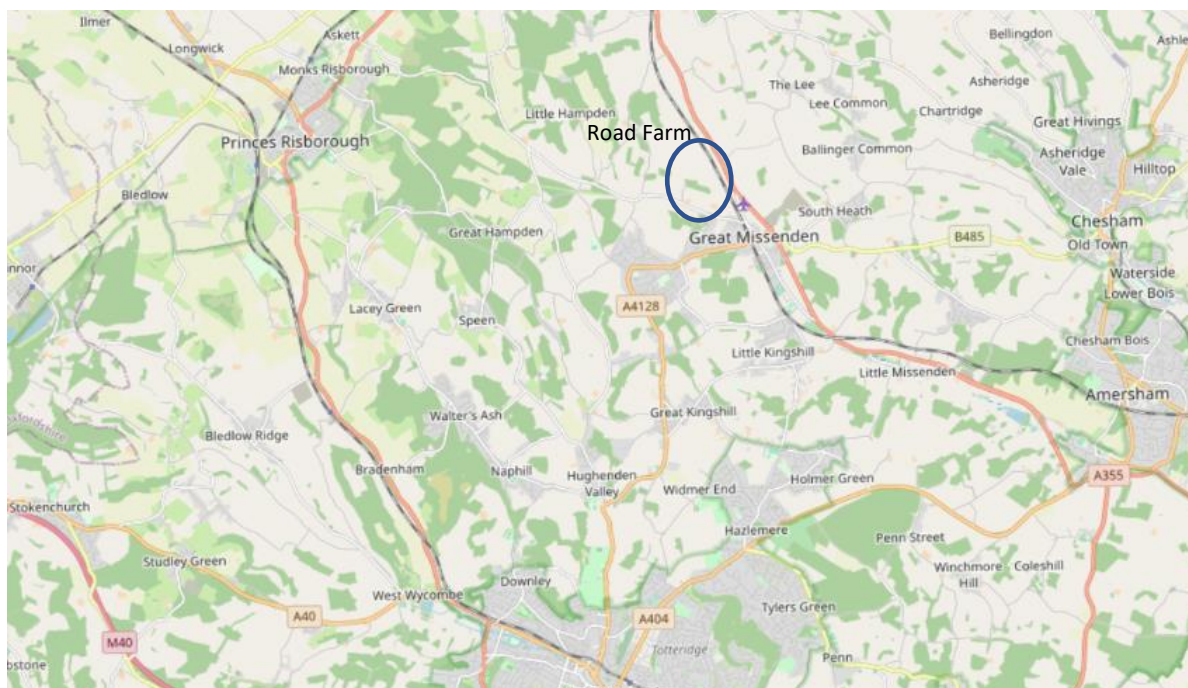 Ilmer
Askett
Longwick
Monks Risborough
Princes Risborough
Bledlow
Little Hampden
Road Farm
The Lee
Lee Common
Bellingdon
Asheridge
Chartridge
Ballinger Common
Great Hivings
Asheridge
Vale
Hilltop
Chesham
Old Town
Waterside
Lower Bois
Great Hampden
South Heath
Great Missenden
B485
Lacey Green
Speen
A4128
Little Kingshill
Little Missenden
Chesham Bois
Amersham
Walter's Ash
Great Kingshill
Bledlow Ridge
Bradenham
Naphill
Hughenden
Valley
Widmer End
Holmer Green
A355
Stokenchurch
Studley Green
Hazlemere
Penn Street
Winchmore
Hill
Coleshill
Downley
West Wycombe
A40
A404
Tylers Green
Totteridge
M40
Penn